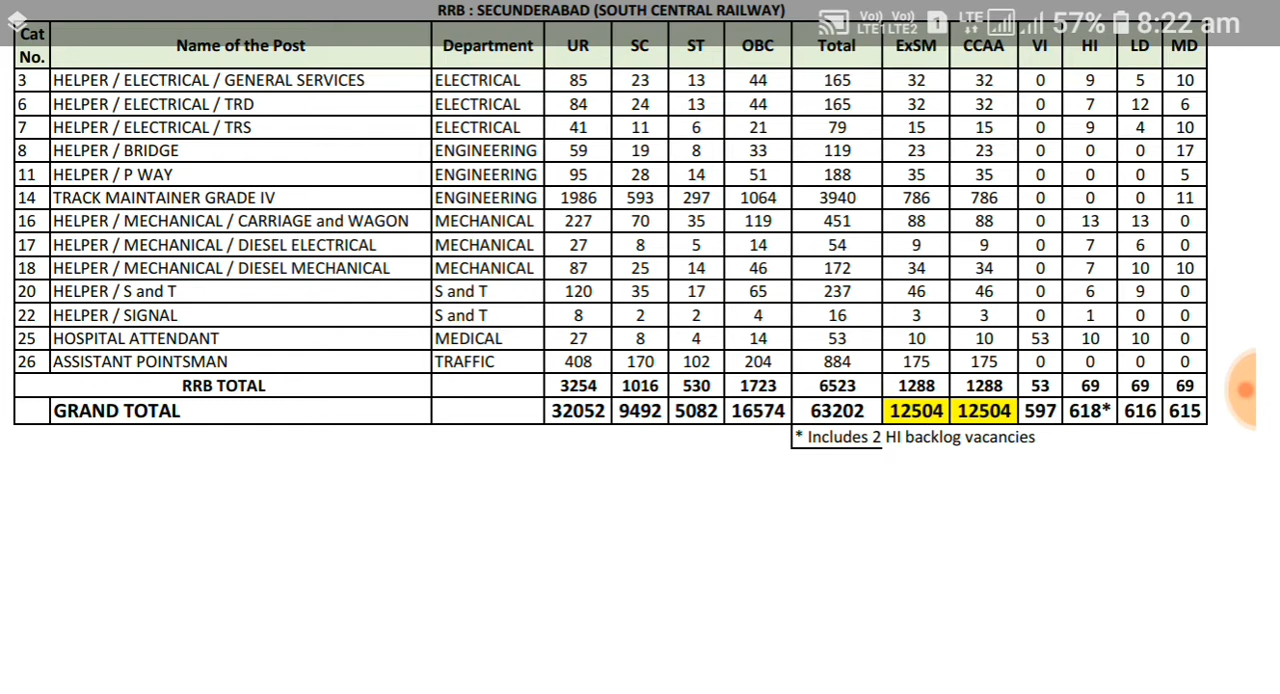 RRB : SECUNDERABAD (SOUTH CENTRAL RAILWAY)
Vo)) Vo)) 1 LTE 57% 8:22 am
LTE1 LTE2
Cat No. Name of the Post Department UR SC ST OBC Total ExSM CCAA VI HI LD MD
3 HELPER / ELECTRICAL / GENERAL SERVICES ELECTRICAL 85 23 13 44 165 32 32 0 9 5 10
6 HELPER / ELECTRICAL / TRD ELECTRICAL 84 24 13 44 165 32 32 0 7 12 6
7 HELPER / ELECTRICAL / TRS ELECTRICAL 41 11 6 21 79 15 15 0 9 4 10
8 HELPER / BRIDGE ENGINEERING 59 19 8 33 119 23 23 0 0 0 17
11 HELPER / P WAY ENGINEERING 95 28 14 51 188 35 35 0 0 0 5
14 TRACK MAINTAINER GRADE IV ENGINEERING 1986 593 297 1064 3940 786 786 0 0 0 11
16 HELPER / MECHANICAL / CARRIAGE and WAGON MECHANICAL 227 70 35 119 451 88 88 0 13 13 0
17 HELPER / MECHANICAL / DIESEL ELECTRICAL MECHANICAL 27 8 5 14 54 9 9 0 7 6 0
18 HELPER / MECHANICAL / DIESEL MECHANICAL MECHANICAL 87 25 14 46 172 34 34 0 7 10 10
20 HELPER / S and T S and T 120 35 17 65 237 46 46 0 6 9 0
22 HELPER / SIGNAL S and T 8 2 2 4 16 3 3 0 1 0 0
25 HOSPITAL ATTENDANT MEDICAL 27 8 4 14 53 10 10 53 10 10 0
26 ASSISTANT POINTSMAN TRAFFIC 408 170 102 204 884 175 175 0 0 0 0
RRB TOTAL 3254 1016 530 1723 6523 1288 1288 53 69 69 69
GRAND TOTAL 32052 9492 5082 16574 63202 12504 12504 597 618* 616 615
* Includes 2 HI backlog vacancies